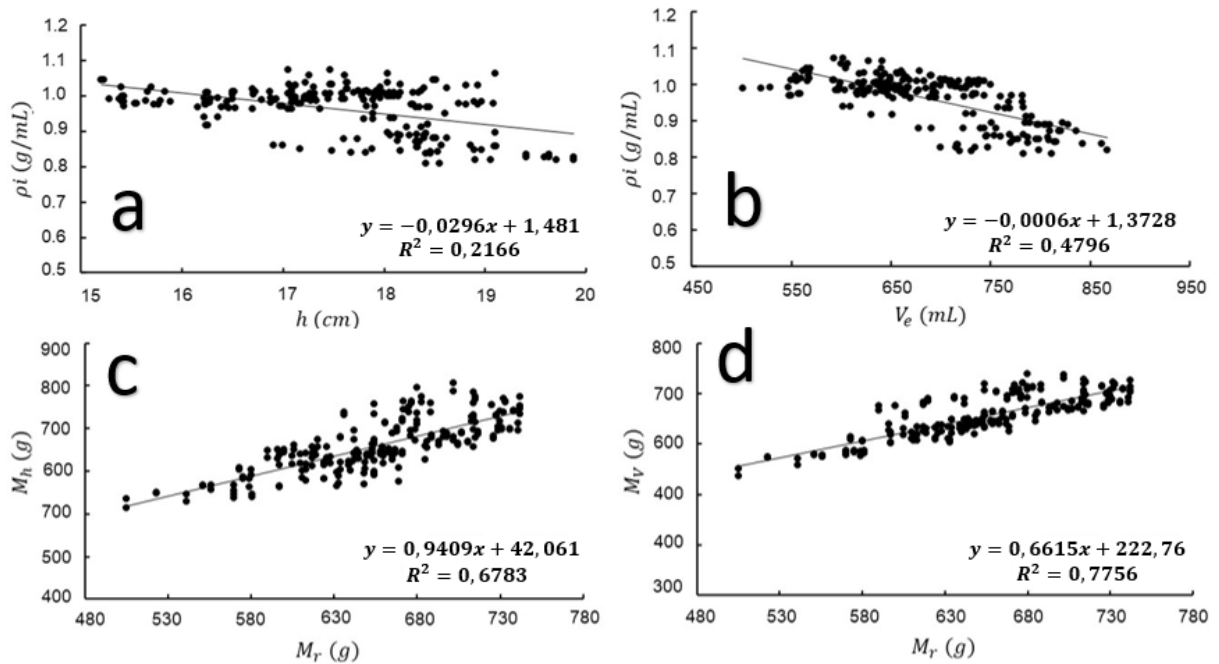 1.2
1.1
1.0
0.9
0.8
0.7
0.6
0.5
ρi (g/mL)
a
y = −0,0296x + 1,481
R² = 0,2166
15 16 17 18 19 20
h (cm)
1.2
1.1
1.0
0.9
0.8
0.7
0.6
0.5
ρi (g/mL)
b
y = −0,0006x + 1,3728
R² = 0,4796
450 550 650 750 850 950
Vₑ (mL)
900
800
700
600
700
500
400
M_h (g)
c
y = 0,9409x + 42,061
R² = 0,6783
480 530 580 630 680 730 780
M_r (g)
800
700
600
400
400
300
M_V (g)
d
y = 0,6615x + 222,76
R² = 0,7756
480 530 580 630 680 730 780
M_r (g)